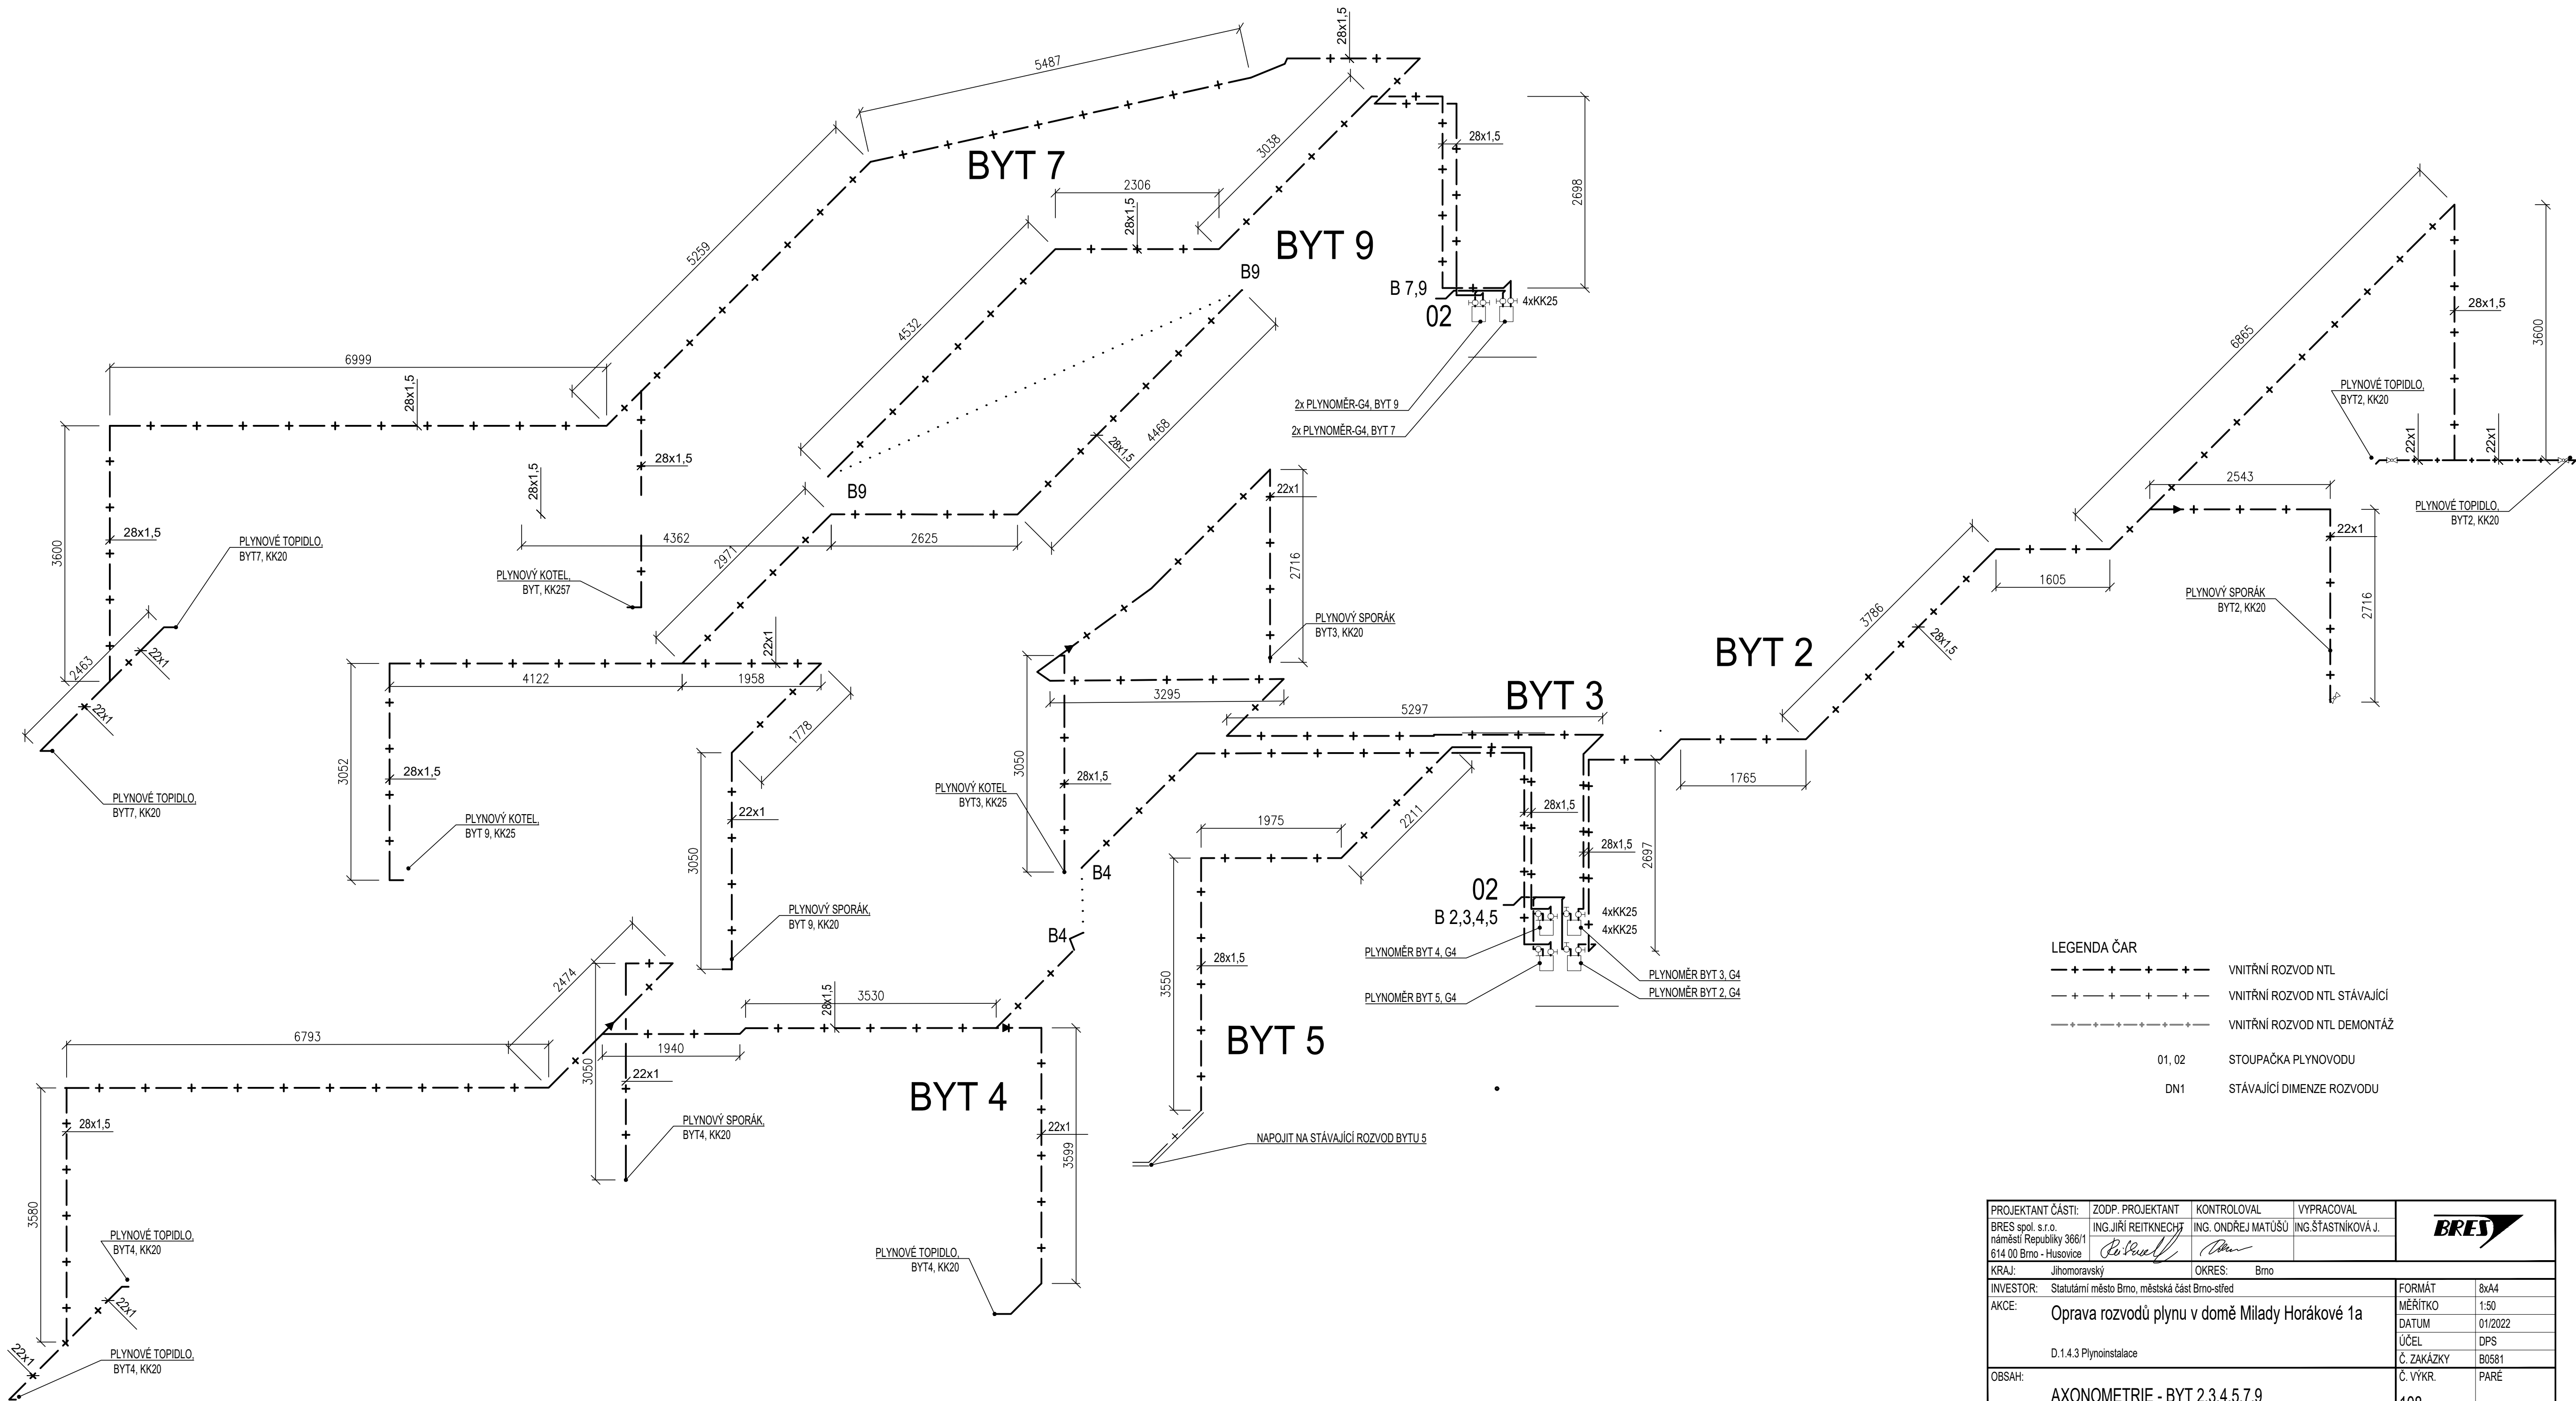 28x1,5
5487
3038
28x1,5
2698
BYT 7
2306
28x1,5
BYT 9
B9
B 7,9
02
4xKK25
5259
4532
6999
28x1,5
6865
3600
28x1,5
PLYNOVÉ TOPIDLO,
BYT2, KK20
22x1
22x1
2x PLYNOMĚR-G4, BYT 9
2x PLYNOMĚR-G4, BYT 7
4468
28x1,5
28x1,5
28x1,5
B9
2543
PLYNOVÉ TOPIDLO,
BYT2, KK20
22x1
22x1
3600
28x1,5
PLYNOVÉ TOPIDLO,
BYT7, KK20
4362
2625
2971
2716
PLYNOVÝ KOTEL,
BYT, KK257
1605
PLYNOVÝ SPORÁK
BYT2, KK20
2716
3786
28x1,5
PLYNOVÝ SPORÁK
BYT3, KK20
22x1
BYT 2
2463
22x1
22x1
4122
1958
3295
BYT 3
5297
1778
3052
28x1,5
3050
28x1,5
PLYNOVÝ KOTEL
BYT3, KK25
1765
PLYNOVÉ TOPIDLO,
BYT7, KK20
PLYNOVÝ KOTEL,
BYT 9, KK25
22x1
3050
28x1,5
1975
2211
28x1,5
2697
B4
02
B 2,3,4,5
4xKK25
4xKK25
PLYNOVÝ SPORÁK,
BYT 9, KK20
B4
PLYNOMĚR BYT 4, G4
PLYNOMĚR BYT 3, G4
PLYNOMĚR BYT 5, G4
PLYNOMĚR BYT 2, G4
LEGENDA ČAR
VNITŘNÍ ROZVOD NTL
VNITŘNÍ ROZVOD NTL STÁVAJÍCÍ
VNITŘNÍ ROZVOD NTL DEMONTÁŽ
01, 02 STOUPAČKA PLYNOVODU
DN1 STÁVAJÍCÍ DIMENZE ROZVODU
2474
28x1,5
3530
3550
28x1,5
6793
1940
BYT 5
3050
22x1
BYT 4
3580
28x1,5
PLYNOVÝ SPORÁK,
BYT4, KK20
22x1
3599
NAPOJIT NA STÁVAJÍCÍ ROZVOD BYTU 5
PLYNOVÉ TOPIDLO,
BYT4, KK20
PLYNOVÉ TOPIDLO,
BYT4, KK20
22x1
22x1
PLYNOVÉ TOPIDLO,
BYT4, KK20
PROJEKTANT ČÁSTI: ZODP. PROJEKTANT KONTROLOVAL VYPRACOVAL
BRES spol. s.r.o. ING.JIŘÍ REITKNECHT ING. ONDŘEJ MATÚŠŮ ING.ŠŤASTNÍKOVÁ J.
náměstí Republiky 366/1
614 00 Brno - Husovice
BRES
KRAJ: Jihomoravský OKRES: Brno
INVESTOR: Statutární město Brno, městská část Brno-střed
FORMÁT 8xA4
AKCE: Oprava rozvodů plynu v domě Milady Horákové 1a
MĚŘÍTKO 1:50
DATUM 01/2022
ÚČEL DPS
D.1.4.3 Plynoinstalace
Č. ZAKÁZKY B0581
OBSAH:
Č. VÝKR. PARÉ
AXONOMETRIE - BYT 2,3,4,5,7,9